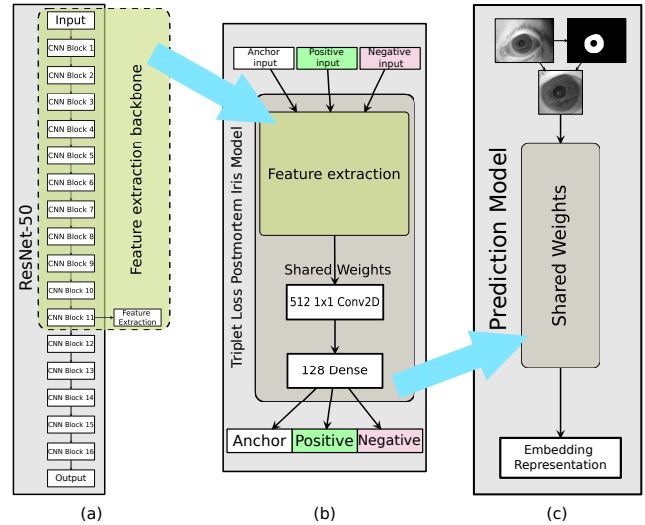 Input
CNN Block 1
CNN Block 2
CNN Block 3
CNN Block 4
CNN Block 5
CNN Block 6
CNN Block 7
CNN Block 8
CNN Block 9
CNN Block 10
CNN Block 11
CNN Block 12
CNN Block 13
CNN Block 14
CNN Block 15
CNN Block 16
Output
ResNet-50
Feature extraction backbone
Feature
Extraction
(a)
Anchor
input
Positive
input
Negative
input
Triplet Loss Postmortem Iris Model
Feature extraction
Shared Weights
512 1x1 Conv2D
128 Dense
Anchor
Positive
Negative
(b)
Prediction Model
Shared Weights
Embedding
Representation
(c)